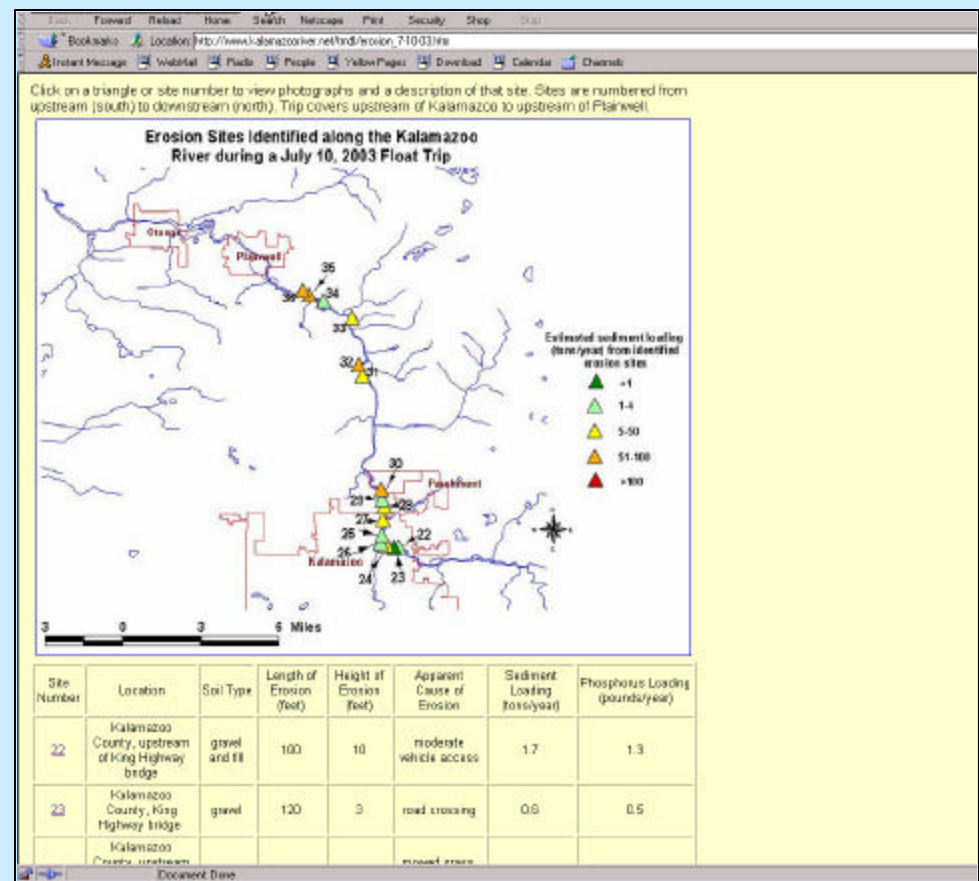 Back Forward Reload Home Search Netscape Print Security Shop Stop
Bookmarks Location: http://www.kalamazooriver.net/tmdl/erosion_7-10-03.htm
Instant Message WebMail Radio People Yellow Pages Download Calendar Channels
Click on a triangle or site number to view photographs and a description of that site. Sites are numbered from
upstream (south) to downstream (north). Trip covers upstream of Kalamazoo to upstream of Plainwell.
Erosion Sites Identified along the Kalamazoo
River during a July 10, 2003 Float Trip
Otsego
Plainwell
35
36
34
33
32
31
Estimated sediment loading
(tons/year) from identified
erosion sites
<1
1-4
5-50
51-100
>100
30
Parchment
29
28
27
25
22
26
Kalamazoo
24
23
3 0 3 6 Miles
Site Number Location Soil Type Length of Erosion (feet) Height of Erosion (feet) Apparent Cause of Erosion Sediment Loading (tons/year) Phosphorus Loading (pounds/year)
22 Kalamazoo County, upstream of King Highway bridge gravel and fill 100 10 moderate vehicle access 1.7 1.3
23 Kalamazoo County, King Highway bridge gravel 120 3 road crossing 0.6 0.5
Kalamazoo
County, upstream mowed grass
Document: Done